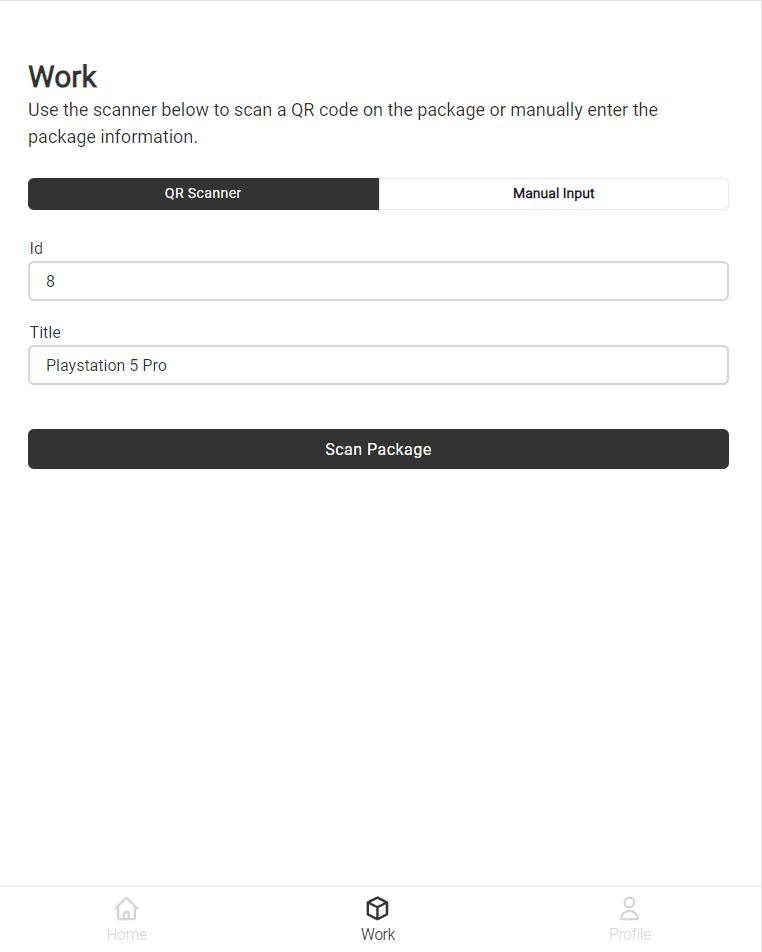 Work
Use the scanner below to scan a QR code on the package or manually enter the
package information.
QR Scanner
Manual Input
Id
8
Title
Playstation 5 Pro
Scan Package
Home
Work
Profile